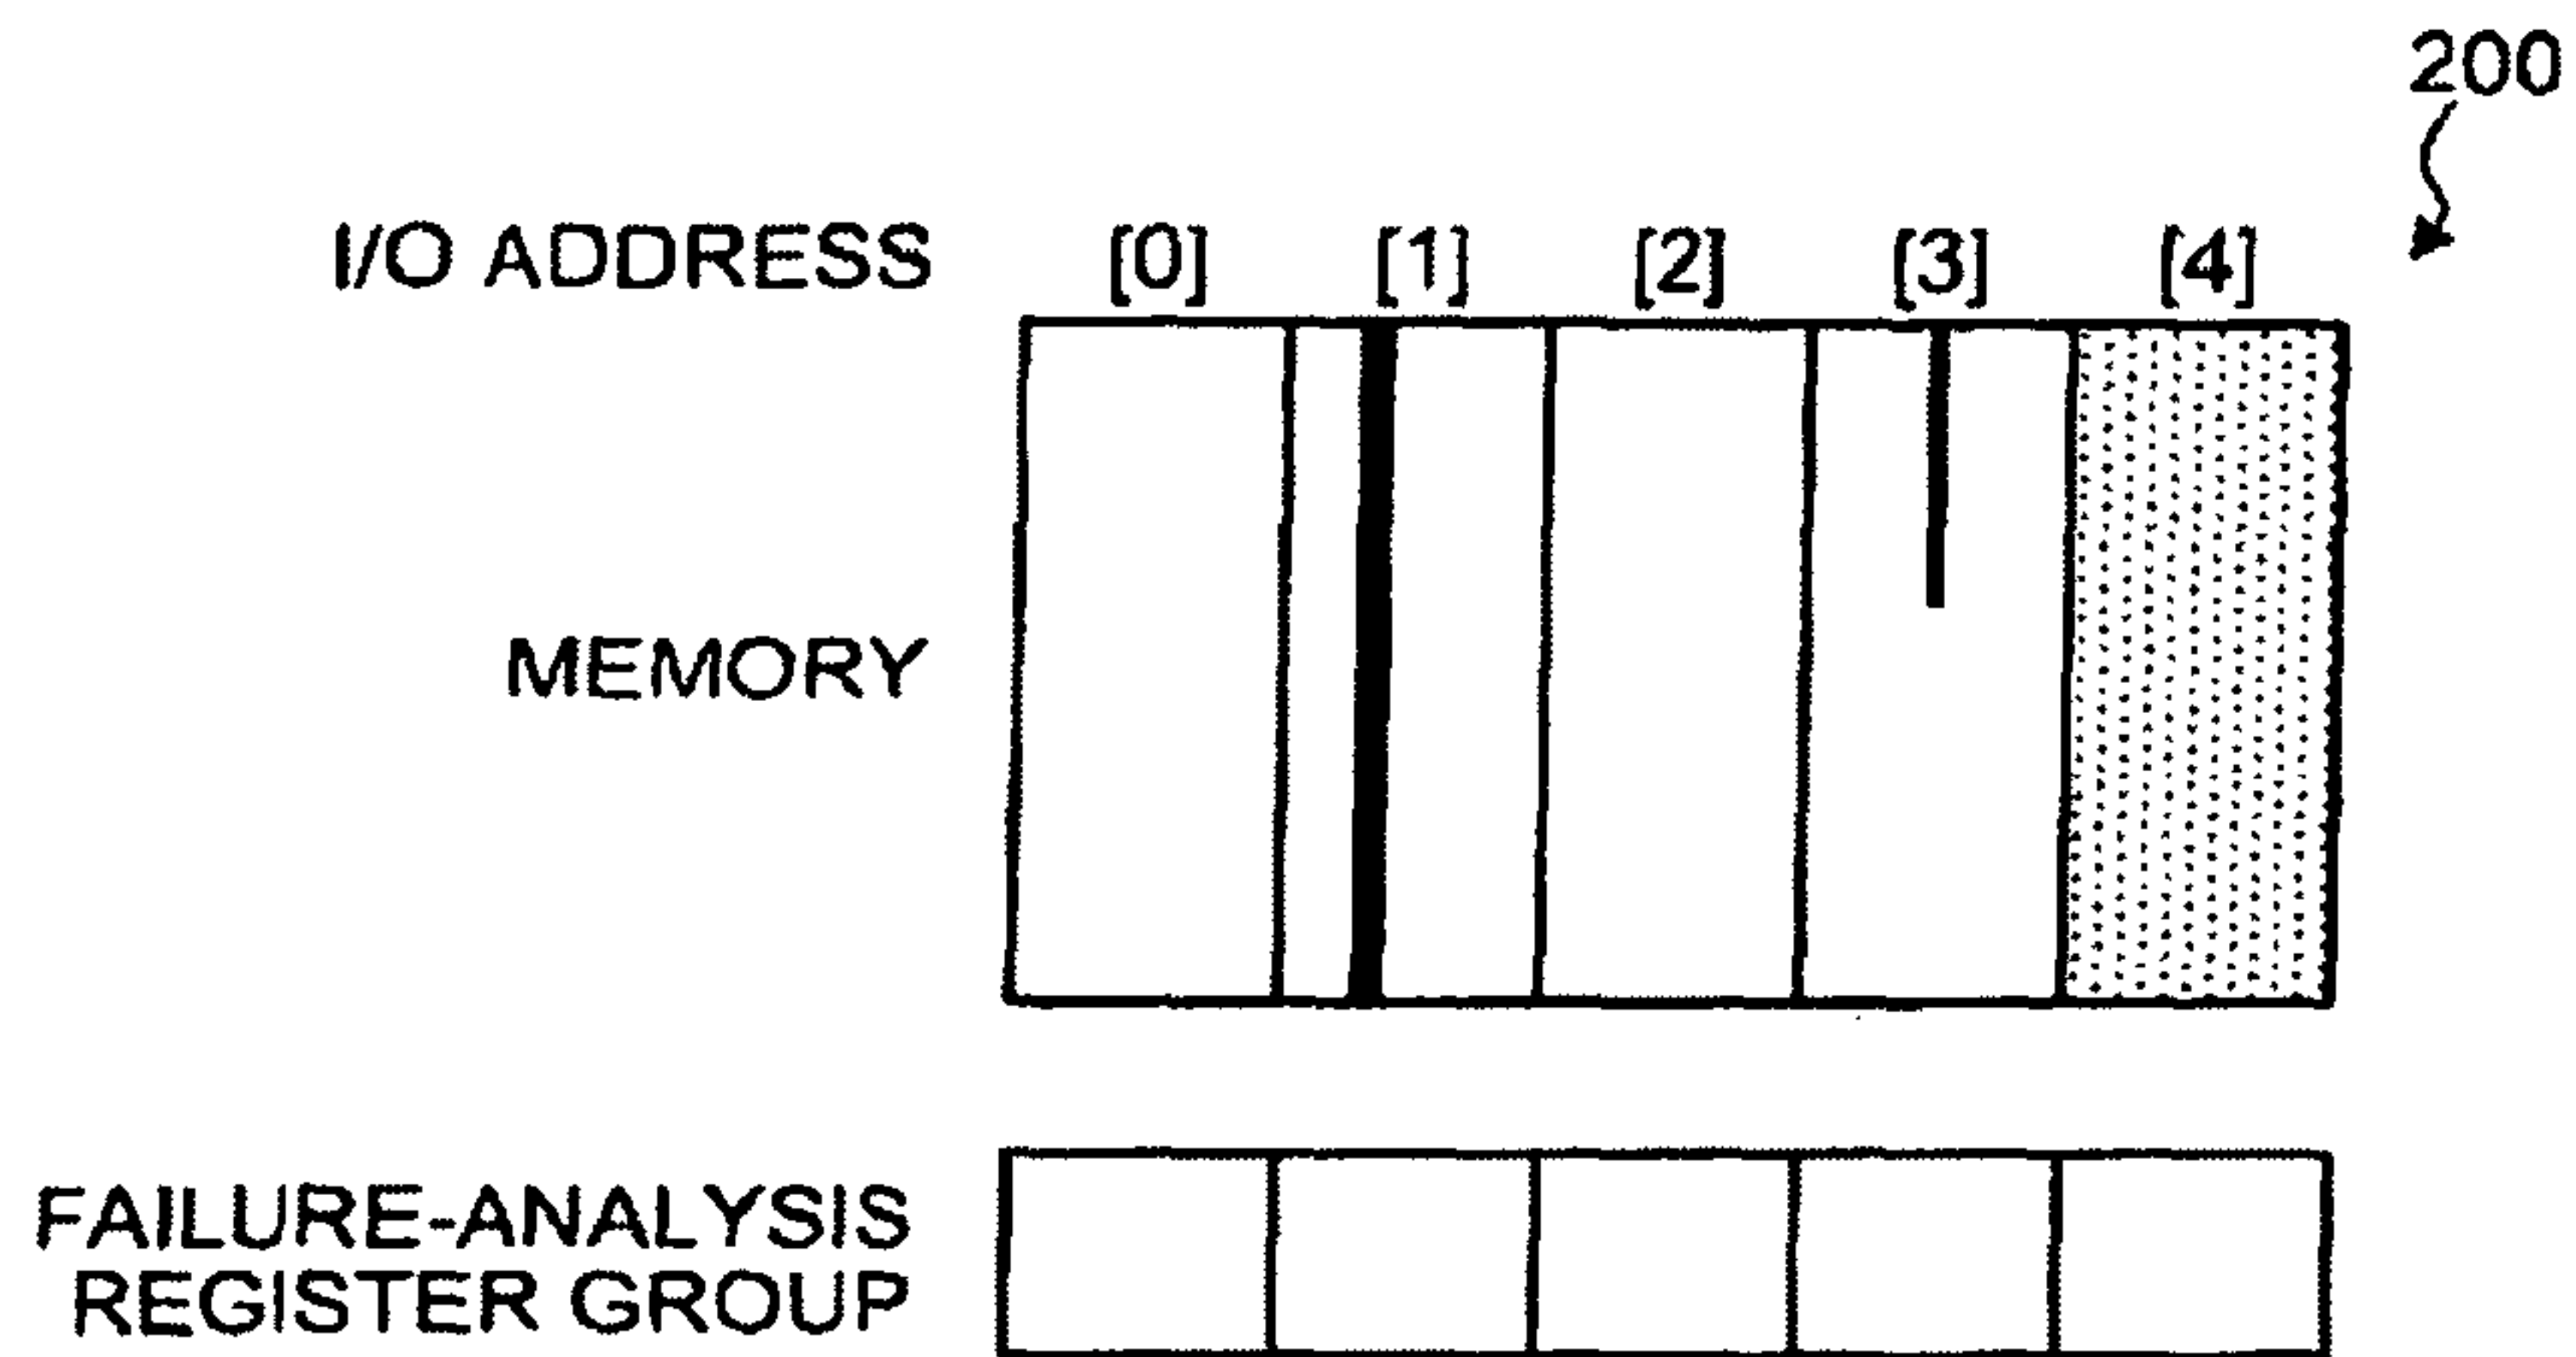 200
I/O ADDRESS [0] [1] [2] [3] [4]
MEMORY
FAILURE-ANALYSIS
REGISTER GROUP